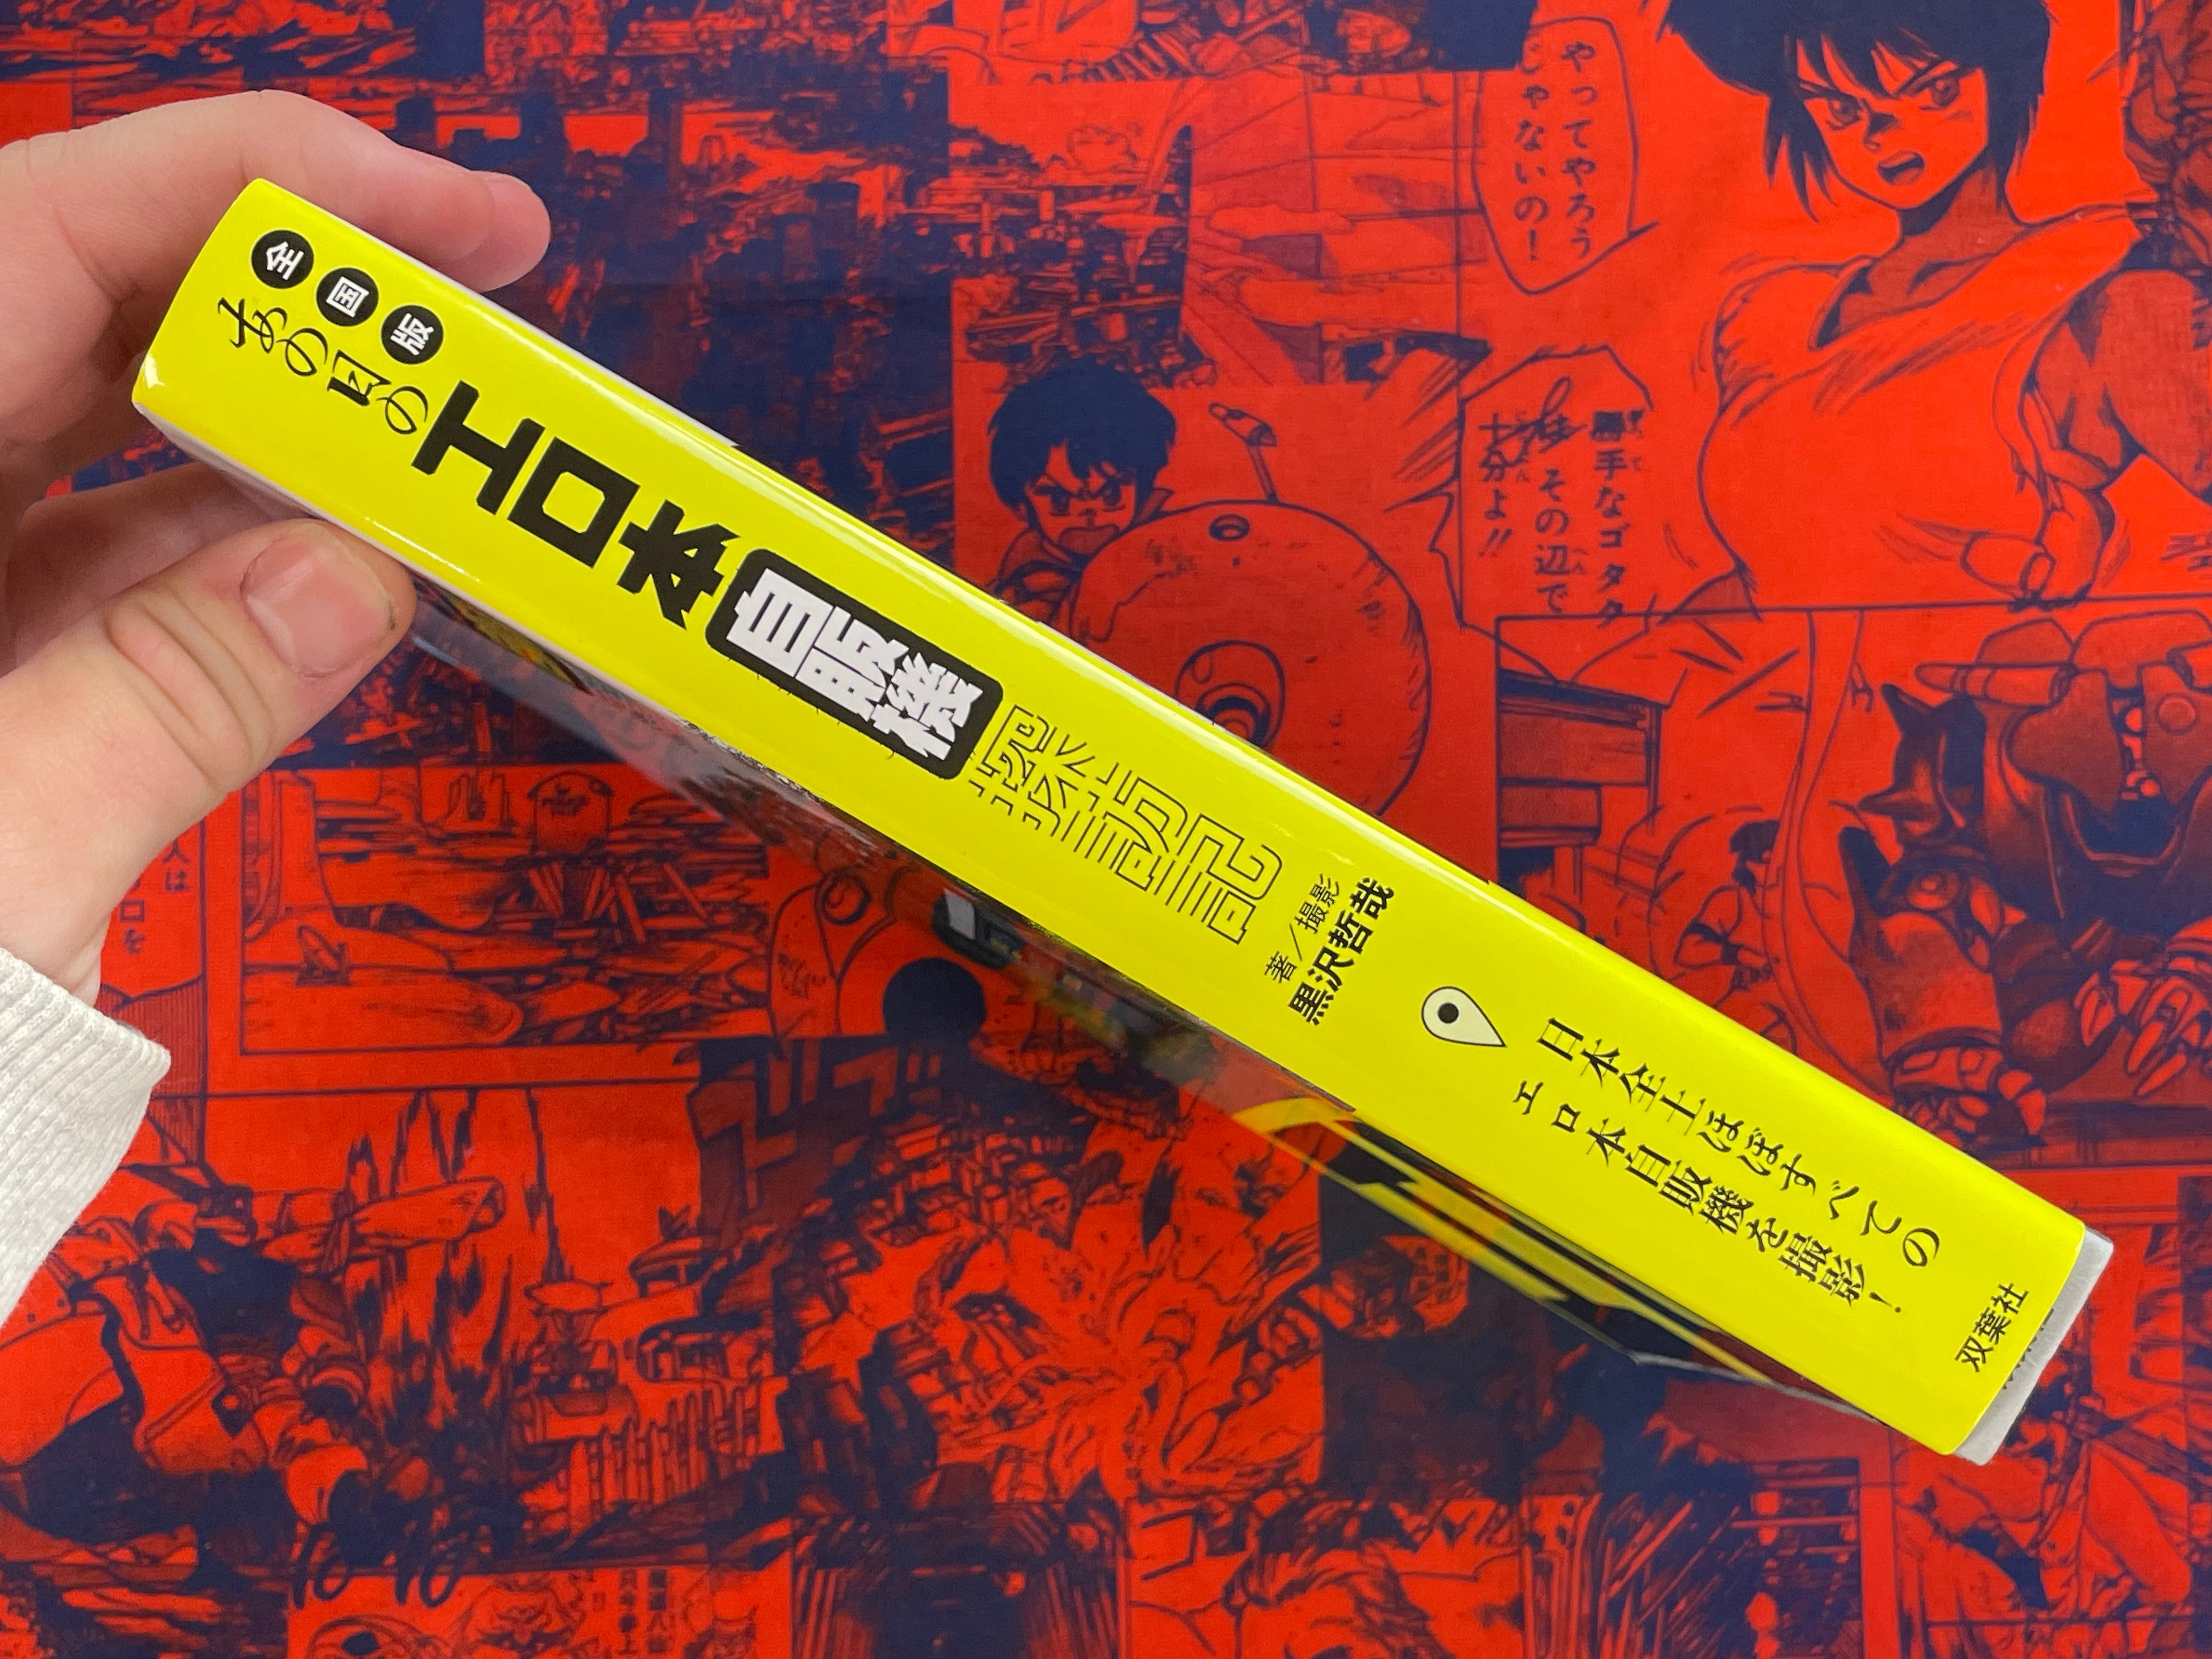 全国版
あの日の
エロ本
自販機
探訪記
著／撮影
黒沢哲哉
日本全土ほぼすべての
エロ本自販機を撮影！
双葉社
やってやろう
じゃないの！
勝手なゴタク
その辺で
十分よ!!